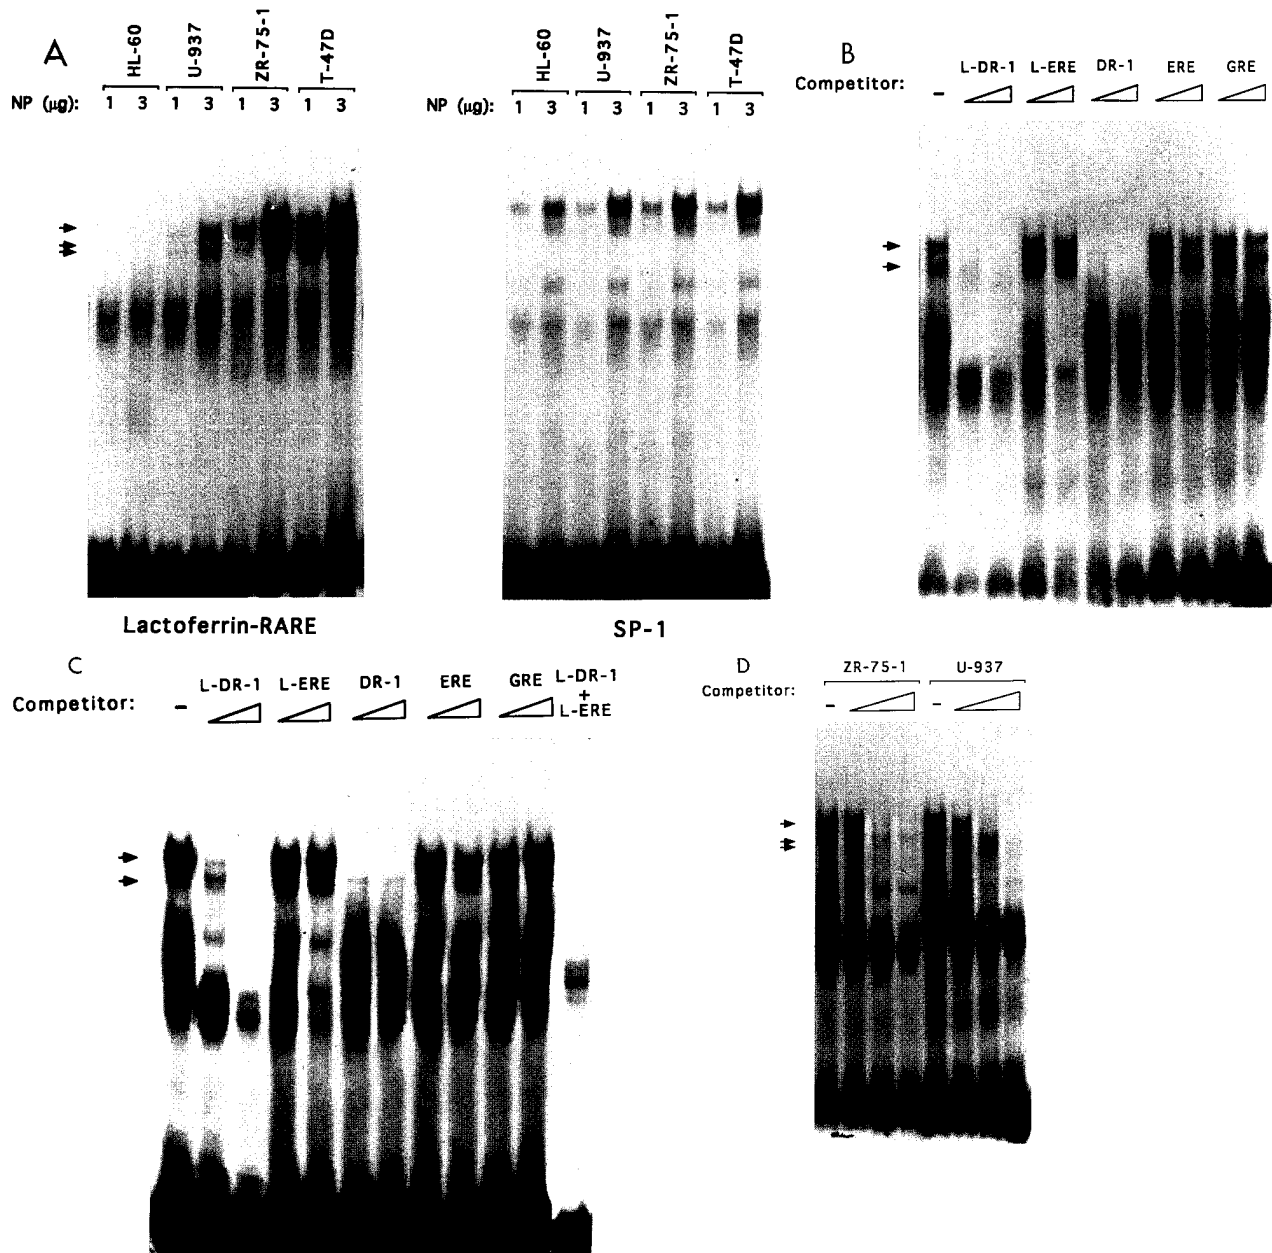 A
HL-60 U-937 ZR-75-1 T-47D
NP (μg): 1 3 1 3 1 3 1 3
Lactoferrin-RARE
HL-60 U-937 ZR-75-1 T-47D
NP (μg): 1 3 1 3 1 3 1 3
SP-1
B
L-DR-1 L-ERE DR-1 ERE GRE
Competitor: –
C
L-DR-1 L-ERE DR-1 ERE GRE L-DR-1
+
L-ERE
Competitor: –
D
ZR-75-1 U-937
Competitor: – –